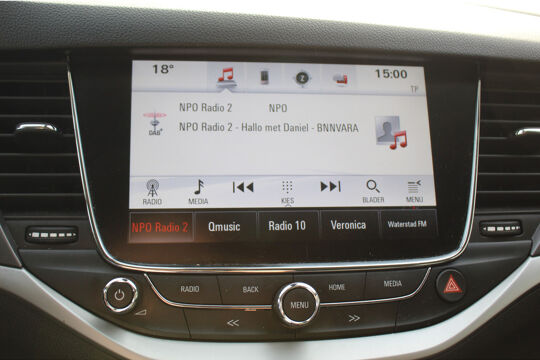 18° 15:00
TP
NPO Radio 2 NPO
NPO Radio 2 - Hallo met Daniel - BNNVARA
DAB+
RADIO MEDIA KIES BLADER MENU
NPO Radio 2 Qmusic Radio 10 Veronica Waterstad FM
RADIO BACK HOME MEDIA
MENU